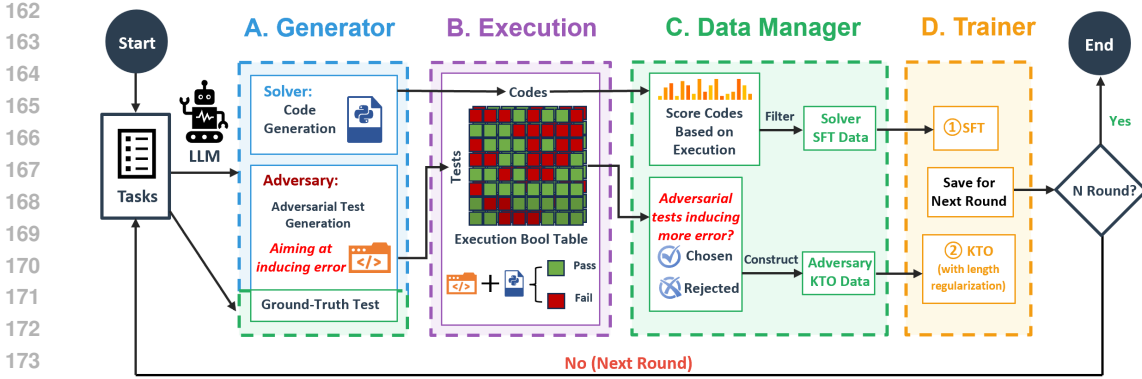 162
163
164
165
166
167
168
169
170
171
172
173
Start
Tasks
LLM
A. Generator
Solver:
Code
Generation
Adversary:
Adversarial Test
Generation
Aiming at
inducing error
</>
Ground-Truth Test
B. Execution
Codes
Tests
Execution Bool Table
</>
+
Pass
Fail
C. Data Manager
Score Codes
Based on
Execution
Filter
Solver
SFT Data
Adversarial
tests inducing
more error?
Chosen
Rejected
Construct
Adversary
KTO Data
D. Trainer
①SFT
Save for
Next Round
② KTO
(with length
regularization)
End
Yes
N Round?
No (Next Round)